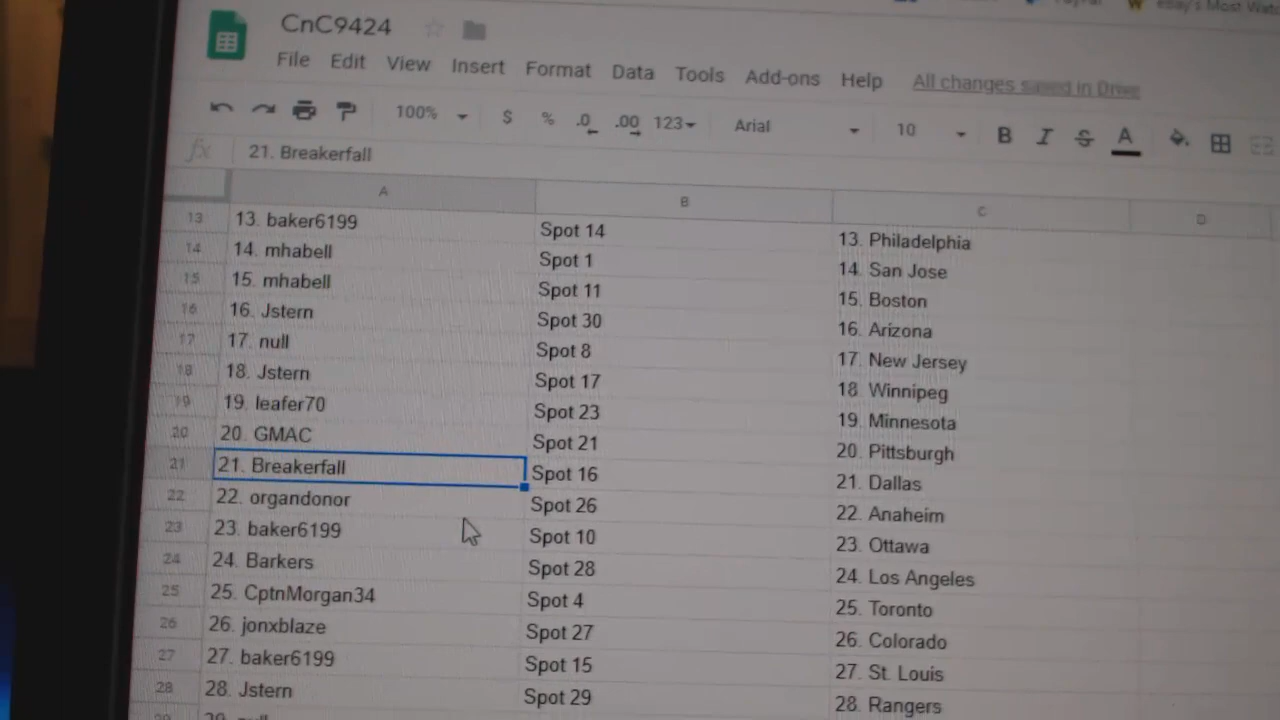 eBay's Most Watc
CnC9424
File Edit View Insert Format Data Tools Add-ons Help All changes saved in Drive
100% $ % .0 .00 123 Arial 10 B I S A
fx 21. Breakerfall
A B C D
13 13. baker6199 Spot 14 13. Philadelphia
14 14. mhabell Spot 1 14. San Jose
15 15. mhabell Spot 11 15. Boston
16 16. Jstern Spot 30 16. Arizona
17 17. null Spot 8 17. New Jersey
18 18. Jstern Spot 17 18 Winnipeg
19 19. leafer70 Spot 23 19. Minnesota
20 20. GMAC Spot 21 20. Pittsburgh
21 21. Breakerfall Spot 16 21. Dallas
22 22. organdonor Spot 26 22. Anaheim
23 23. baker6199 Spot 10 23. Ottawa
24 24. Barkers Spot 28 24. Los Angeles
25 25. CptnMorgan34 Spot 4 25. Toronto
26 26. jonxblaze Spot 27 26. Colorado
27 27. baker6199 Spot 15 27. St. Louis
28 28. Jstern Spot 29 28. Rangers